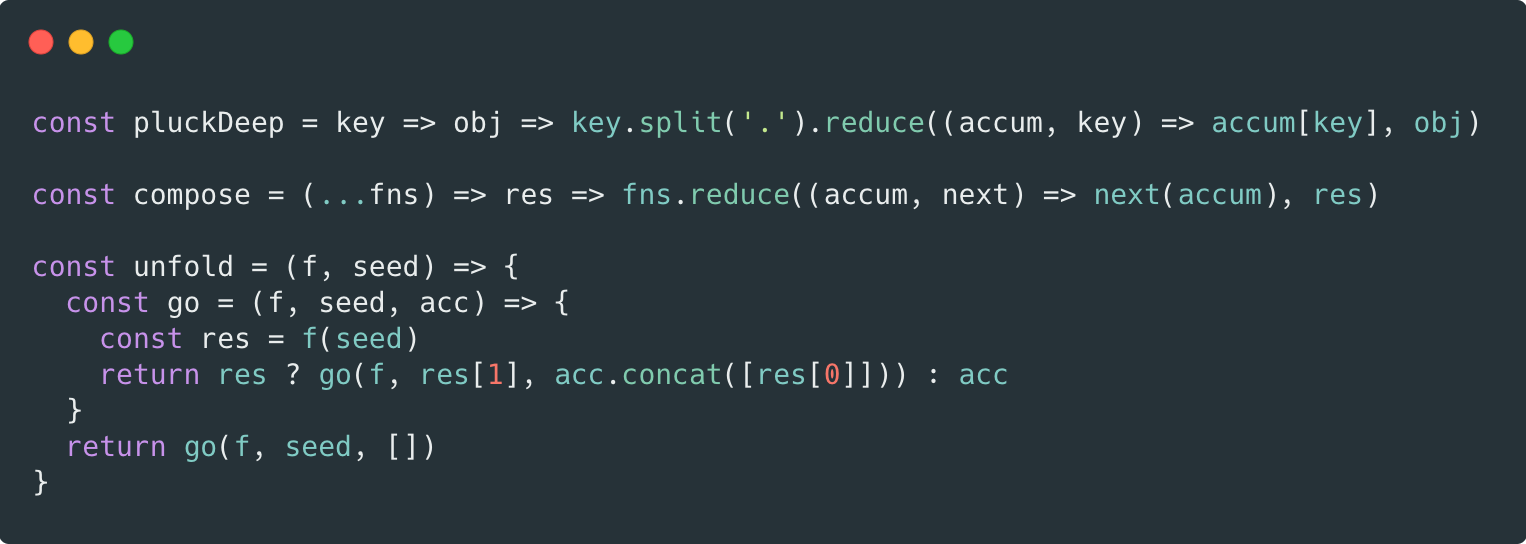 const pluckDeep = key => obj => key.split('.').reduce((accum, key) => accum[key], obj)

const compose = (...fns) => res => fns.reduce((accum, next) => next(accum), res)

const unfold = (f, seed) => {
  const go = (f, seed, acc) => {
    const res = f(seed)
    return res ? go(f, res[1], acc.concat([res[0]])) : acc
  }
  return go(f, seed, [])
}